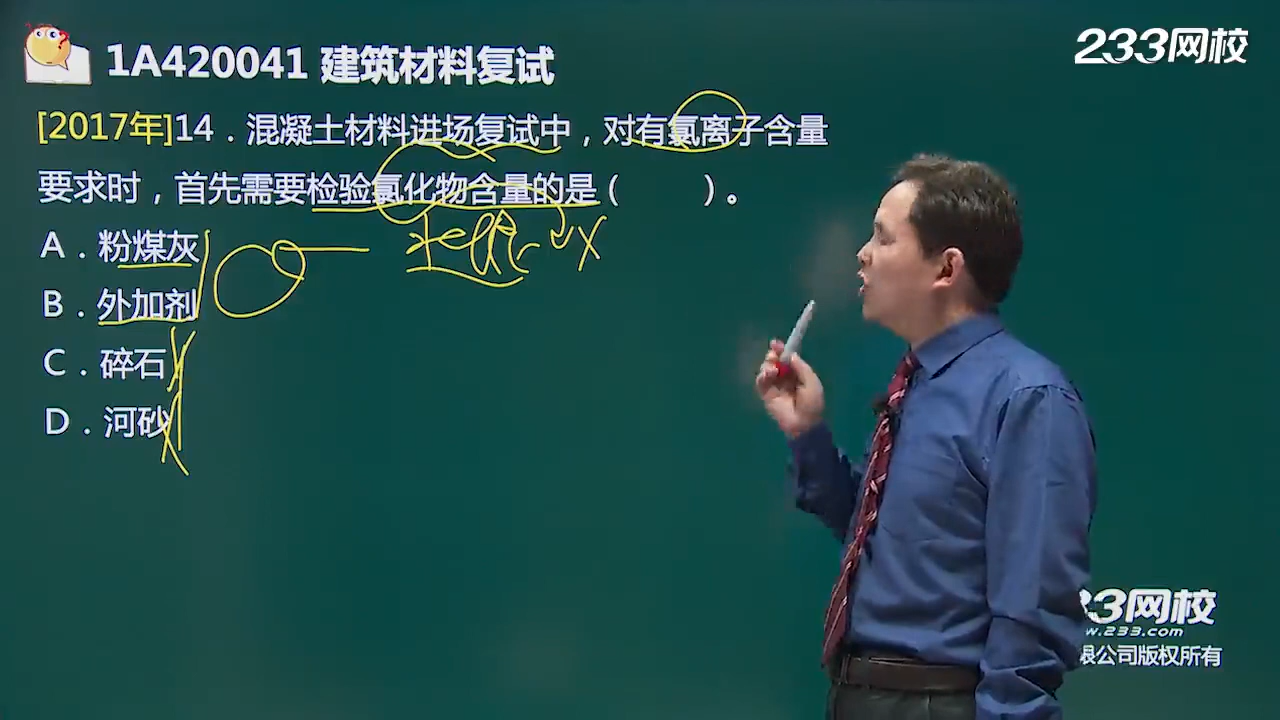 1A420041 建筑材料复试
233网校
[2017年]14．混凝土材料进场复试中，对有氯离子含量
要求时，首先需要检验氯化物含量的是（　　）。
A．粉煤灰
B．外加剂
C．碎石
D．河砂
3网校
w.233.com
限公司版权所有